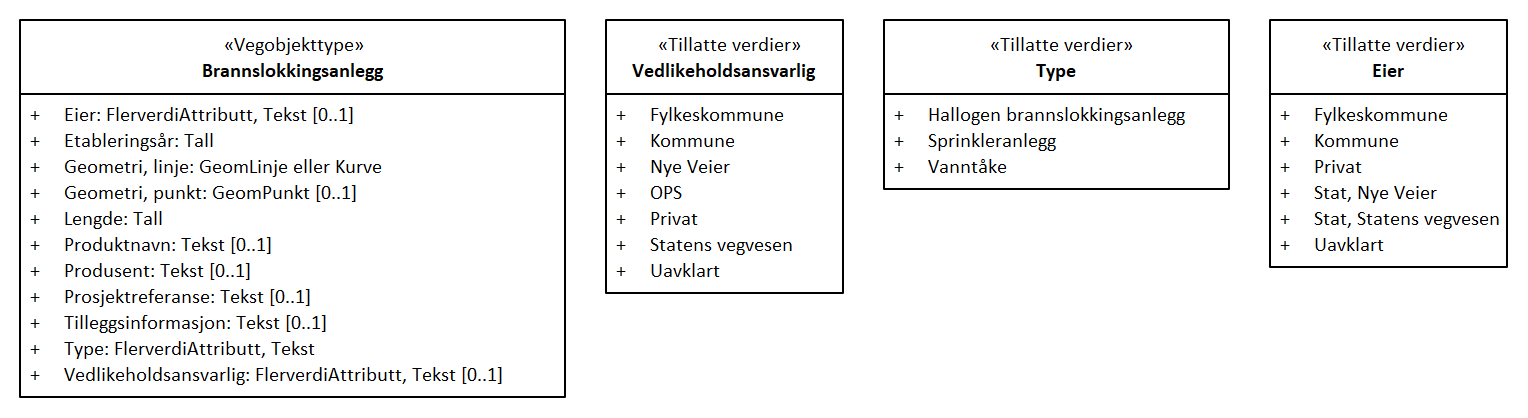 «Vegobjekttype»
Brannslokkingsanlegg
+ Eier: FlerverdiAttributt, Tekst [0..1]
+ Etableringsår: Tall
+ Geometri, linje: GeomLinje eller Kurve
+ Geometri, punkt: GeomPunkt [0..1]
+ Lengde: Tall
+ Produktnavn: Tekst [0..1]
+ Produsent: Tekst [0..1]
+ Prosjektreferanse: Tekst [0..1]
+ Tilleggsinformasjon: Tekst [0..1]
+ Type: FlerverdiAttributt, Tekst
+ Vedlikeholdsansvarlig: FlerverdiAttributt, Tekst [0..1]
«Tillatte verdier»
Vedlikeholdsansvarlig
+ Fylkeskommune
+ Kommune
+ Nye Veier
+ OPS
+ Privat
+ Statens vegvesen
+ Uavklart
«Tillatte verdier»
Type
+ Hallogen brannslokkingsanlegg
+ Sprinkleranlegg
+ Vanntåke
«Tillatte verdier»
Eier
+ Fylkeskommune
+ Kommune
+ Privat
+ Stat, Nye Veier
+ Stat, Statens vegvesen
+ Uavklart